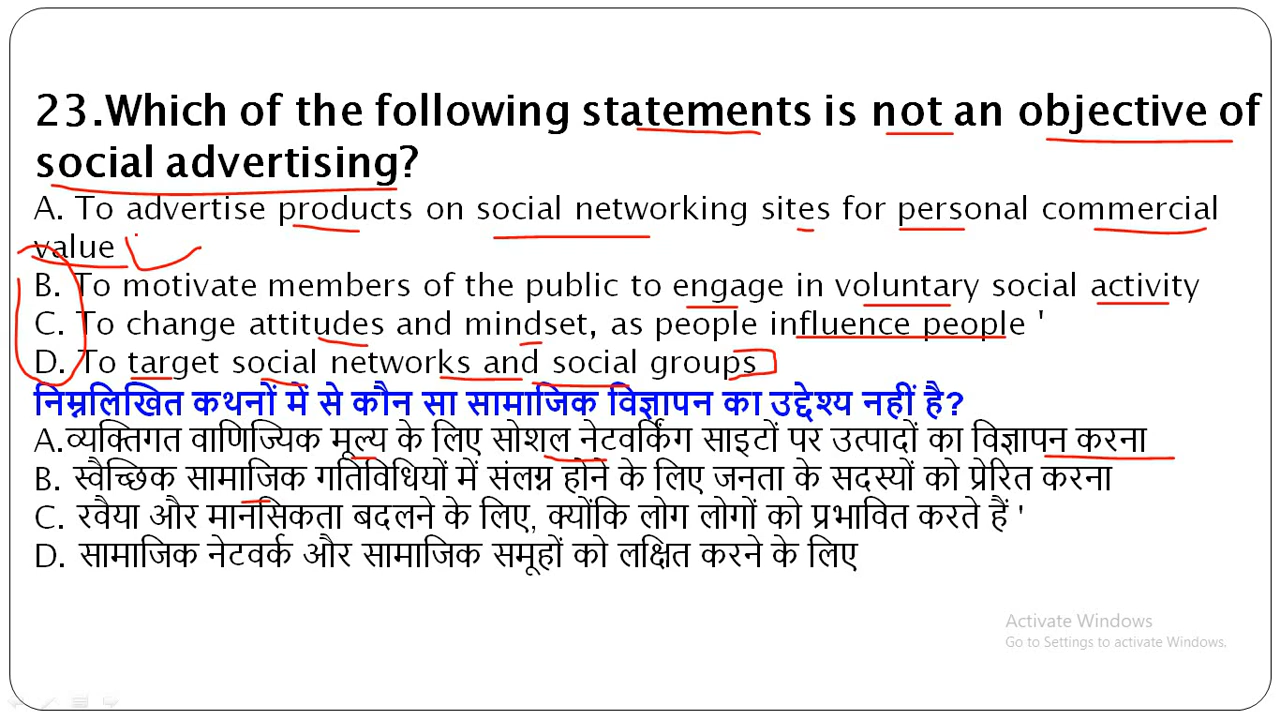 23.Which of the following statements is not an objective of
social advertising?
A. To advertise products on social networking sites for personal commercial
value
B. To motivate members of the public to engage in voluntary social activity
C. To change attitudes and mindset, as people influence people '
D. To target social networks and social groups
निम्नलिखित कथनों में से कौन सा सामाजिक विज्ञापन का उद्देश्य नहीं है?
A.व्यक्तिगत वाणिज्यिक मूल्य के लिए सोशल नेटवर्किंग साइटों पर उत्पादों का विज्ञापन करना
B. स्वैच्छिक सामाजिक गतिविधियों में संलग्न होने के लिए जनता के सदस्यों को प्रेरित करना
C. रवैया और मानसिकता बदलने के लिए, क्योंकि लोग लोगों को प्रभावित करते हैं '
D. सामाजिक नेटवर्क और सामाजिक समूहों को लक्षित करने के लिए
Activate Windows
Go to Settings to activate Windows.